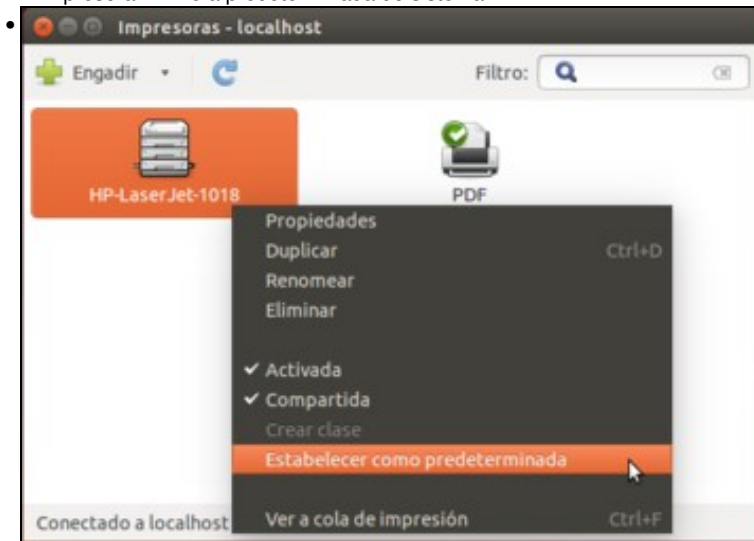 Impresoras - localhost
Engadir
Filtro:
HP-LaserJet-1018
PDF
Propiedades
Duplicar Ctrl+D
Renomear
Eliminar
Activada
Compartida
Crear clase
Estabelecer como predeterminada
Ver a cola de impresión Ctrl+F
Conectado a localhost